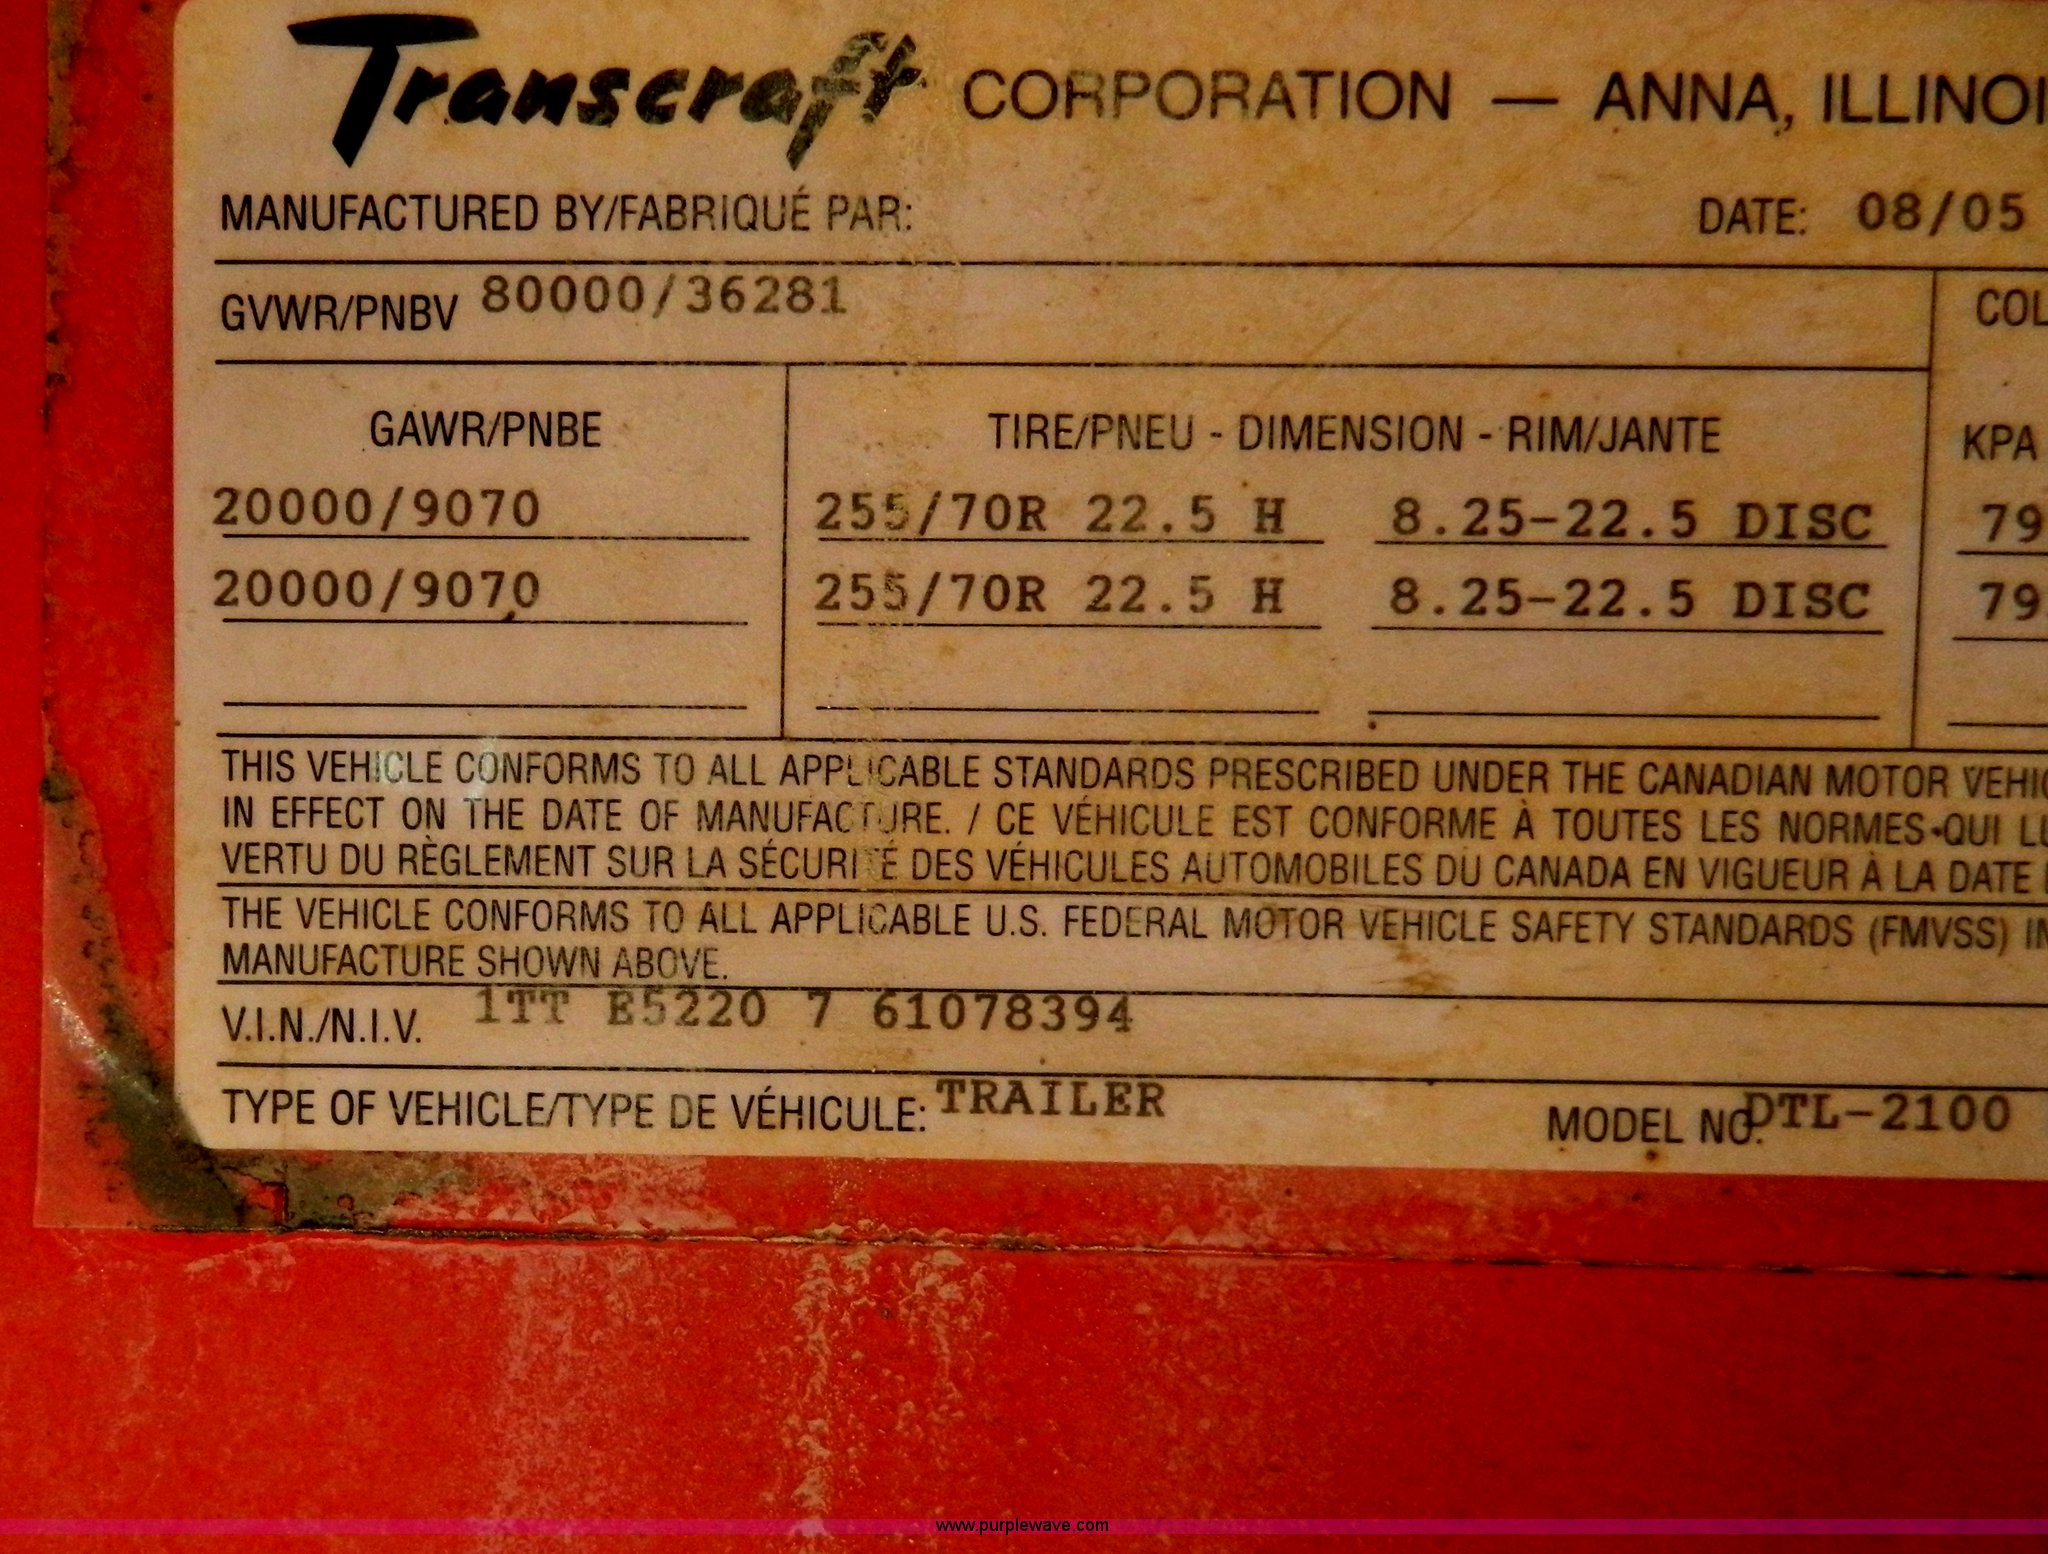 Transcraft CORPORATION — ANNA, ILLINOI
MANUFACTURED BY/FABRIQUÉ PAR: DATE: 08/05
GVWR/PNBV 80000/36281 COL
GAWR/PNBE TIRE/PNEU - DIMENSION - RIM/JANTE KPA
20000/9070 255/70R 22.5 H 8.25-22.5 DISC 79
20000/9070 255/70R 22.5 H 8.25-22.5 DISC 79
THIS VEHICLE CONFORMS TO ALL APPLICABLE STANDARDS PRESCRIBED UNDER THE CANADIAN MOTOR VEHIC
IN EFFECT ON THE DATE OF MANUFACTURE. / CE VÉHICULE EST CONFORME À TOUTES LES NORMES QUI LU
VERTU DU RÈGLEMENT SUR LA SÉCURITÉ DES VÉHICULES AUTOMOBILES DU CANADA EN VIGUEUR À LA DATE
THE VEHICLE CONFORMS TO ALL APPLICABLE U.S. FEDERAL MOTOR VEHICLE SAFETY STANDARDS (FMVSS) IN
MANUFACTURE SHOWN ABOVE.
V.I.N./N.I.V. 1TT E5220 7 61078394
TYPE OF VEHICLE/TYPE DE VÉHICULE: TRAILER MODEL NO. DTL-2100
www.purplewave.com